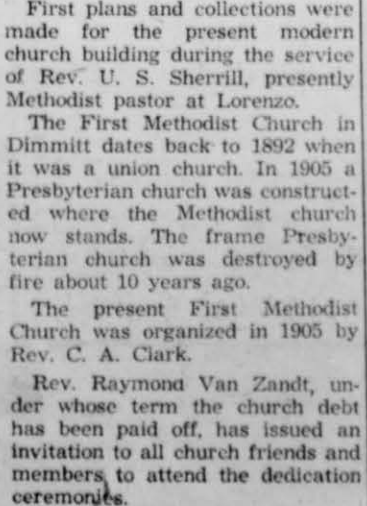 First plans and collections were
made for the present modern
church building during the service
of Rev. U. S. Sherrill, presently
Methodist pastor at Lorenzo.
The First Methodist Church in
Dimmitt dates back to 1892 when
it was a union church. In 1905 a
Presbyterian church was construct-
ed where the Methodist church
now stands. The frame Presby-
terian church was destroyed by
fire about 10 years ago.
The present First Methodist
Church was organized in 1905 by
Rev. C. A. Clark.
Rev. Raymond Van Zandt, un-
der whose term the church debt
has been paid off, has issued an
invitation to all church friends and
members to attend the dedication
ceremonies.